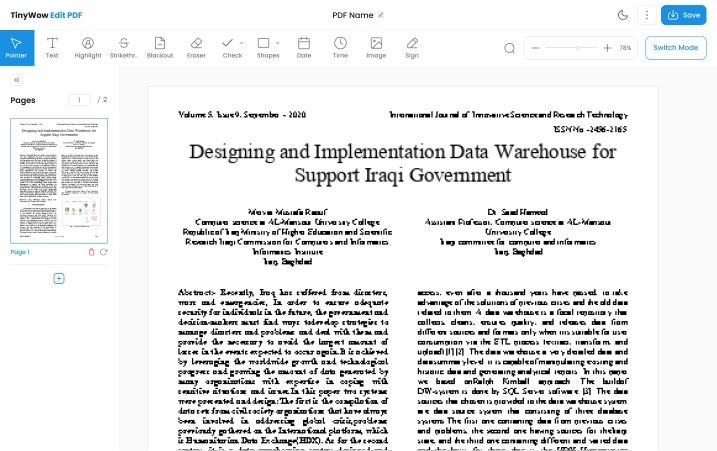 TinyWow Edit PDF
PDF Name
Save
Pointer
Text
Highlight
Strikethr...
Blackout
Eraser
Check
Shapes
Date
Time
Image
Sign
78%
Switch Mode
Pages
1 / 2
Page 1
Volume 5, Issue 9, September - 2020
International Journal of Innovative Science and Research Technology
ISSN No:-2456-2165
Designing and Implementation Data Warehouse for
Support Iraqi Government
Computer science at AL-Mansour University College
Republic of Iraq Ministry of Higher Education and Scientific
Research Iraqi Commission for Computers and Informatics
Informatics Institute
Iraq, Baghdad
Dr. Saad Hameed
Assistant Professor, Computer science at AL-Mansour
University College
Iraqi committee for computer and informatics
Iraq, Baghdad
Abstract:- Recently, Iraq has suffered from disasters,
wars and emergencies, In order to ensure adequate
security for individuals in the future, the government and
decision-makers must find ways to develop strategies to
manage disasters and problems and deal with them and
provide the necessary to avoid the largest amount of
losses in the events expected to occur again. It is achieved
by leveraging the worldwide growth and technological
progress and growing the amount of data generated by
many organizations with expertise in coping with
sensitive situations and issues. In this paper two systems
were presented and design: The first is the compilation of
data sets from civil society organizations that have always
been involved in addressing global crisis,problems
previously gathered on the International platform, which
is Humanitarian Data Exchange(HDX). As for the second
access, even after a thousand years have passed, to take
advantage of the solutions of previous crises and the old data
related to them. A data warehouse is a focal repository that
collects, cleans, ensures quality, and releases data from
different sources and formats only when it is suitable for user
consumption via the ETL process (extract, transform, and
upload) [1] [2]. The data warehouse a very detailed data and
data summary level. It is capable of manipulating existing and
historic data and generating analytical reports. In this paper
we based on Ralph Kimball approach. The build of
DW-system is done by SQL Server software [3]. The data
sources that chosen to provided in the data warehouse system
are data source system that consisting of three database
systems. The first one containing data from previous crises
and problems, the second one having sources for the key
state, and the third one containing different and varied data